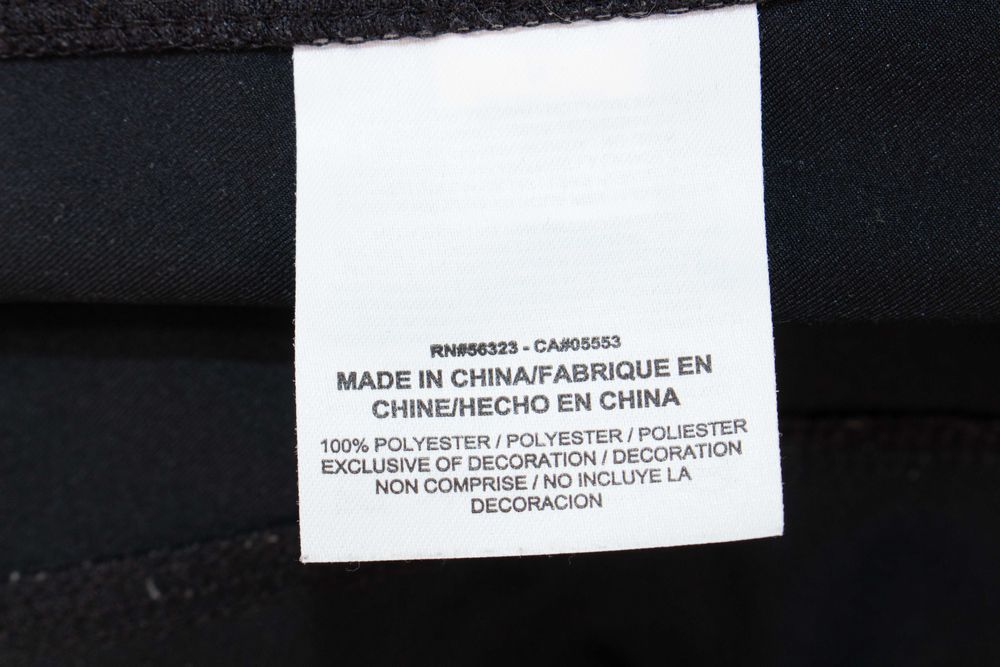 RN#56323 - CA#05553
MADE IN CHINA/FABRIQUE EN
CHINE/HECHO EN CHINA
100% POLYESTER / POLYESTER / POLIESTER
EXCLUSIVE OF DECORATION / DECORATION
NON COMPRISE / NO INCLUYE LA
DECORACION